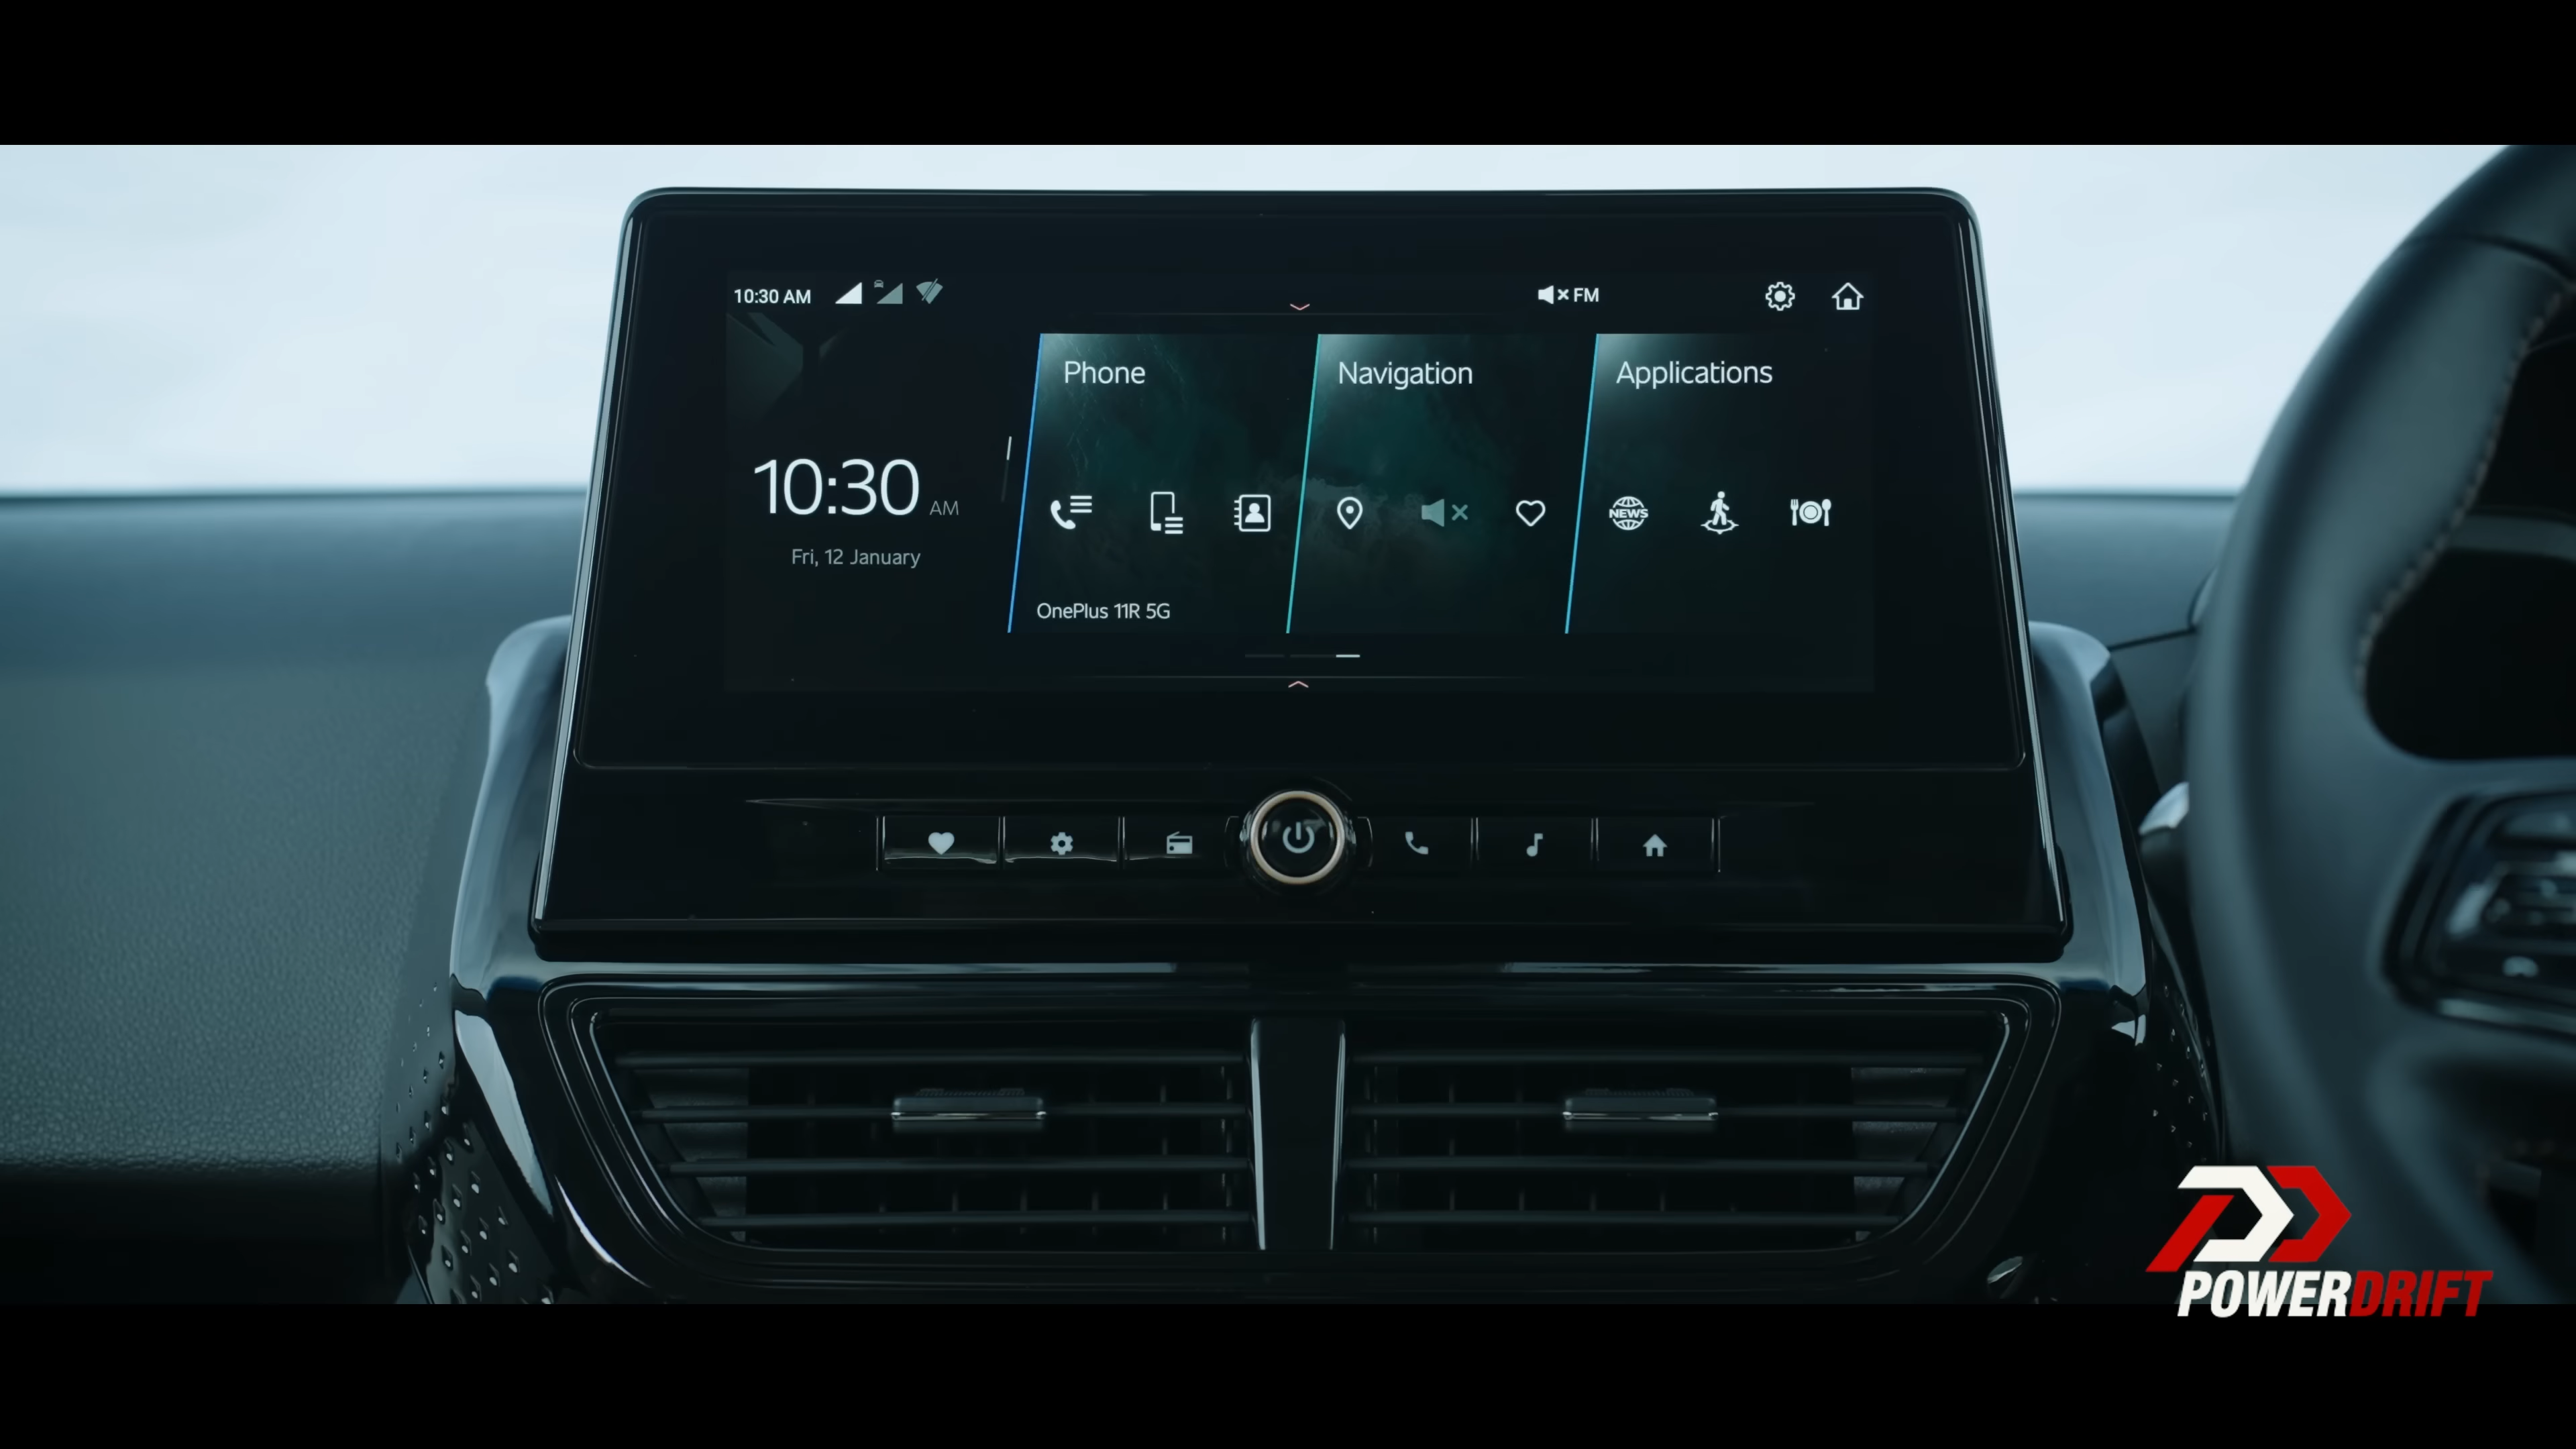 10:30 AM
FM
Phone
Navigation
Applications
10:30 AM
NEWS
Fri, 12 January
OnePlus 11R 5G
POWERDRIFT